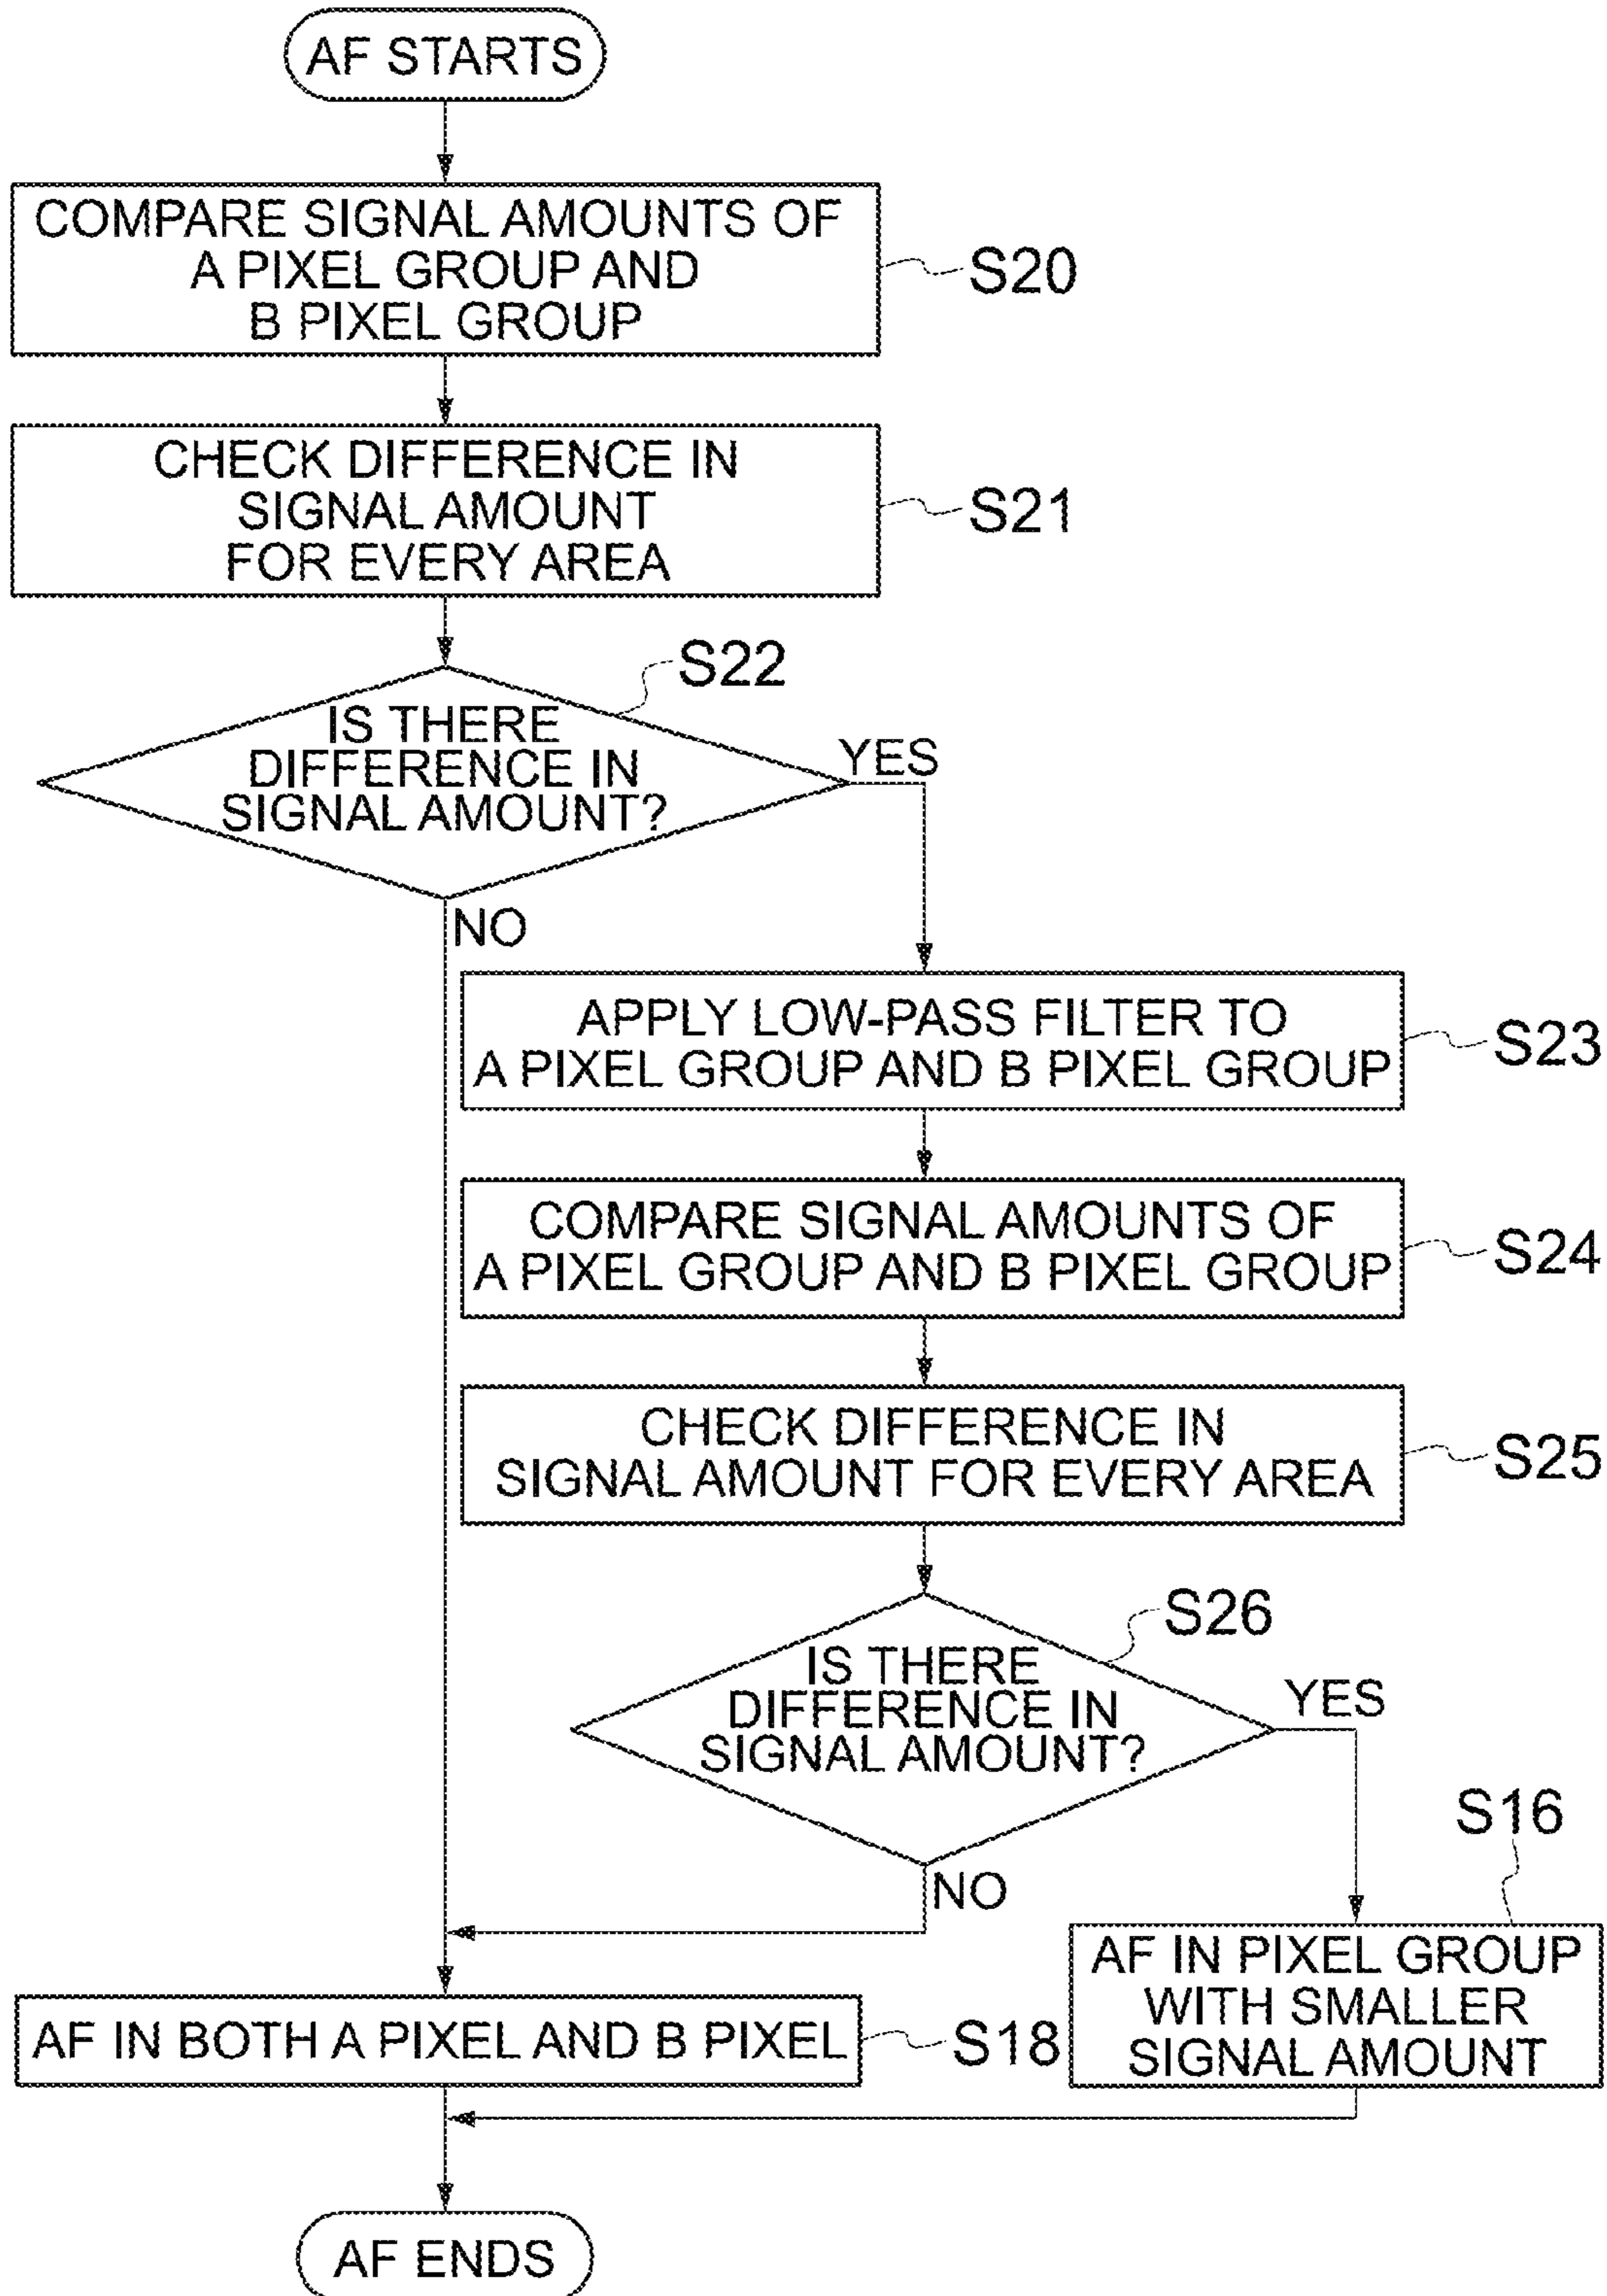 AF STARTS
COMPARE SIGNAL AMOUNTS OF
A PIXEL GROUP AND
B PIXEL GROUP
S20
CHECK DIFFERENCE IN
SIGNAL AMOUNT
FOR EVERY AREA
S21
S22
IS THERE
DIFFERENCE IN
SIGNAL AMOUNT?
YES
NO
APPLY LOW-PASS FILTER TO
A PIXEL GROUP AND B PIXEL GROUP
S23
COMPARE SIGNAL AMOUNTS OF
A PIXEL GROUP AND B PIXEL GROUP
S24
CHECK DIFFERENCE IN
SIGNAL AMOUNT FOR EVERY AREA
S25
S26
IS THERE
DIFFERENCE IN
SIGNAL AMOUNT?
YES
NO
S16
AF IN PIXEL GROUP
WITH SMALLER
SIGNAL AMOUNT
AF IN BOTH A PIXEL AND B PIXEL
S18
AF ENDS